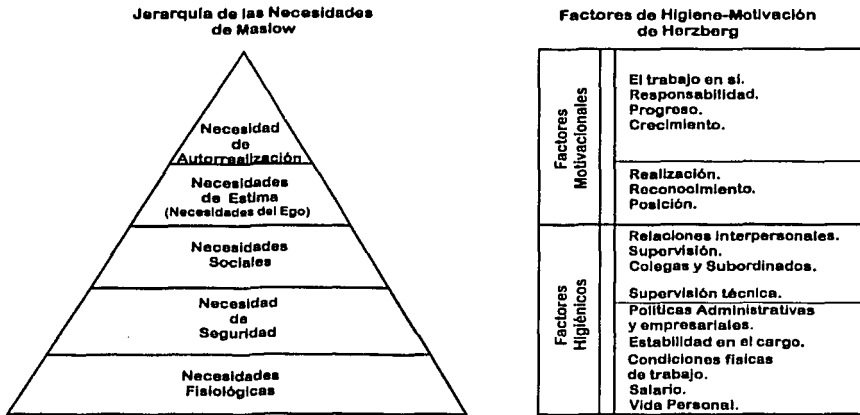 Jerarquía de las Necesidades
de Maslow
Necesidad
de
Autorrealización
Necesidades
de Estima
(Necesidades del Ego)
Necesidades
Sociales
Necesidad
de
Seguridad
Necesidades
Fisiológicas
Factores de Higiene-Motivación
de Herzberg
Factores
Motivacionales
El trabajo en sí.
Responsabilidad.
Progreso.
Crecimiento.
Realización.
Reconocimiento.
Posición.
Factores
Higiénicos
Relaciones Interpersonales.
Supervisión.
Colegas y Subordinados.
Supervisión técnica.
Políticas Administrativas
y empresariales.
Estabilidad en el cargo.
Condiciones físicas
de trabajo.
Salario.
Vida Personal.